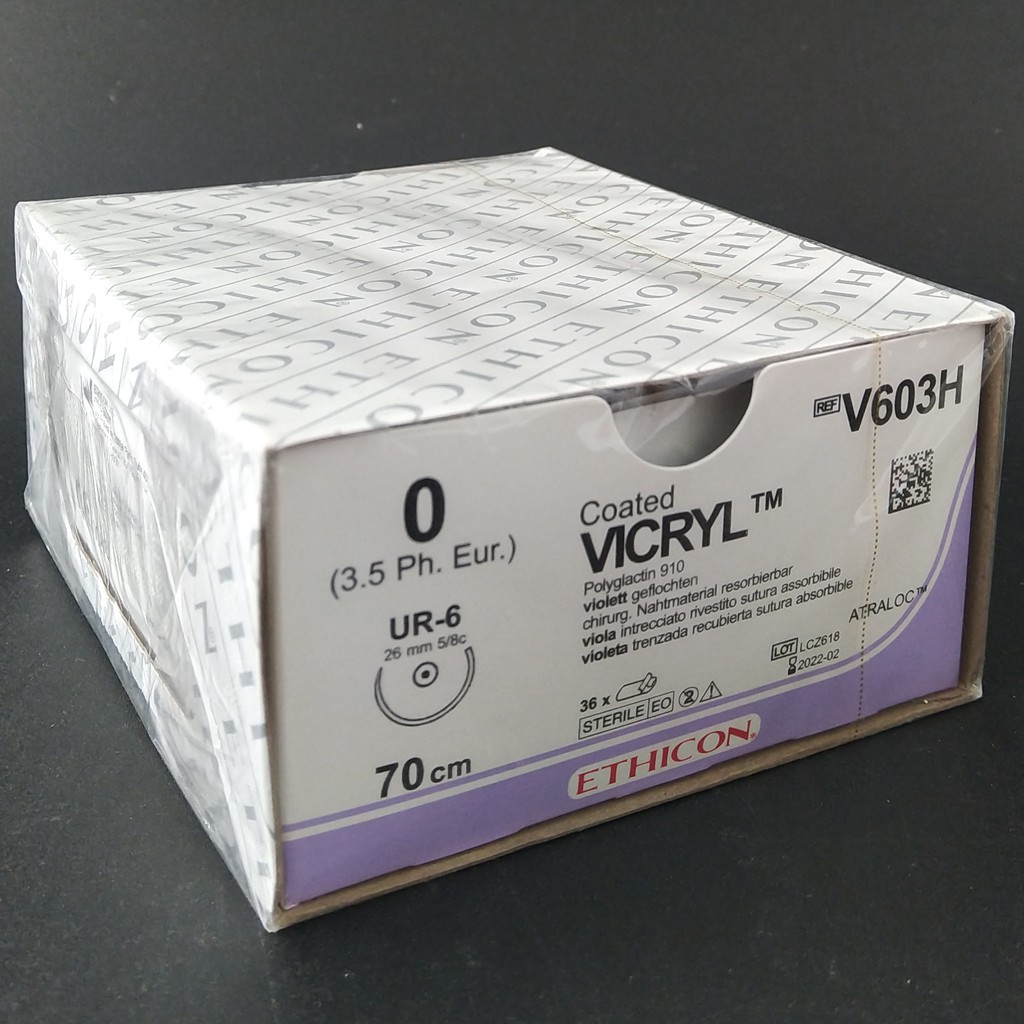 ETHICON ETHICON ETHICON
REF V603H
0
(3.5 Ph. Eur.)
UR-6
26 mm 5/8c
70 cm
Coated
VICRYL™
Polyglactin 910
violett geflochten
chirurg. Nahtmaterial resorbierbar
viola intrecciato rivestito sutura assorbibile
violeta trenzada recubierta sutura absorbible
ATRALOC™
LOT LCZ618
2022-02
36 x
STERILE EO 2
ETHICON®